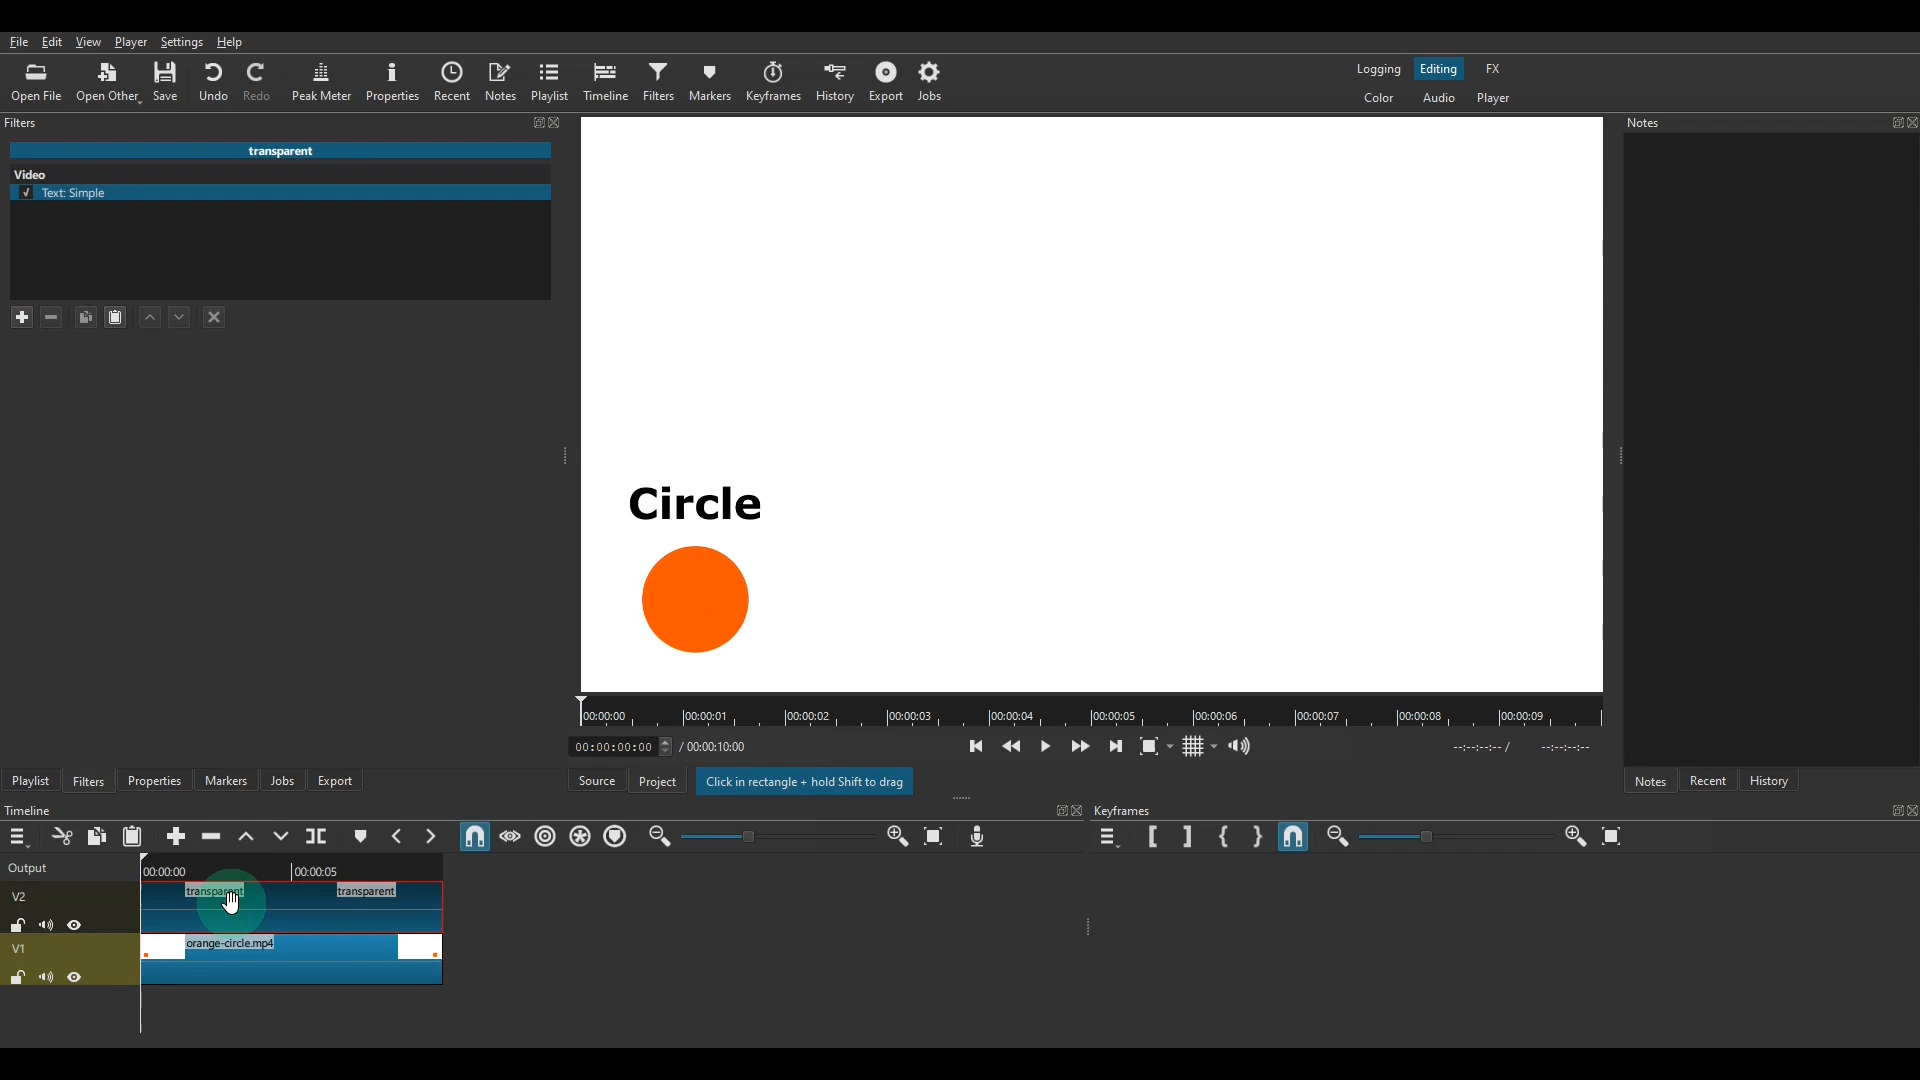 File Edit View Player Settings Help
Open File Open Other Save Undo Redo Peak Meter Properties Recent Notes Playlist Timeline Filters Markers Keyframes History Export Jobs
Logging Editing FX
Color Audio Player
Filters
transparent
Video
Text: Simple
Notes
Circle
00:00:00 00:00:01 00:00:02 00:00:03 00:00:04 00:00:05 00:00:06 00:00:07 00:00:08 00:00:09
00:00:00:00 / 00:00:10:00
--:--:--:-- / --:--:--:--
Playlist Filters Properties Markers Jobs Export
Source Project Click in rectangle + hold Shift to drag
Notes Recent History
Timeline
Keyframes
Output
00:00:00 00:00:05
V2
transparent transparent
V1
orange-circle.mp4